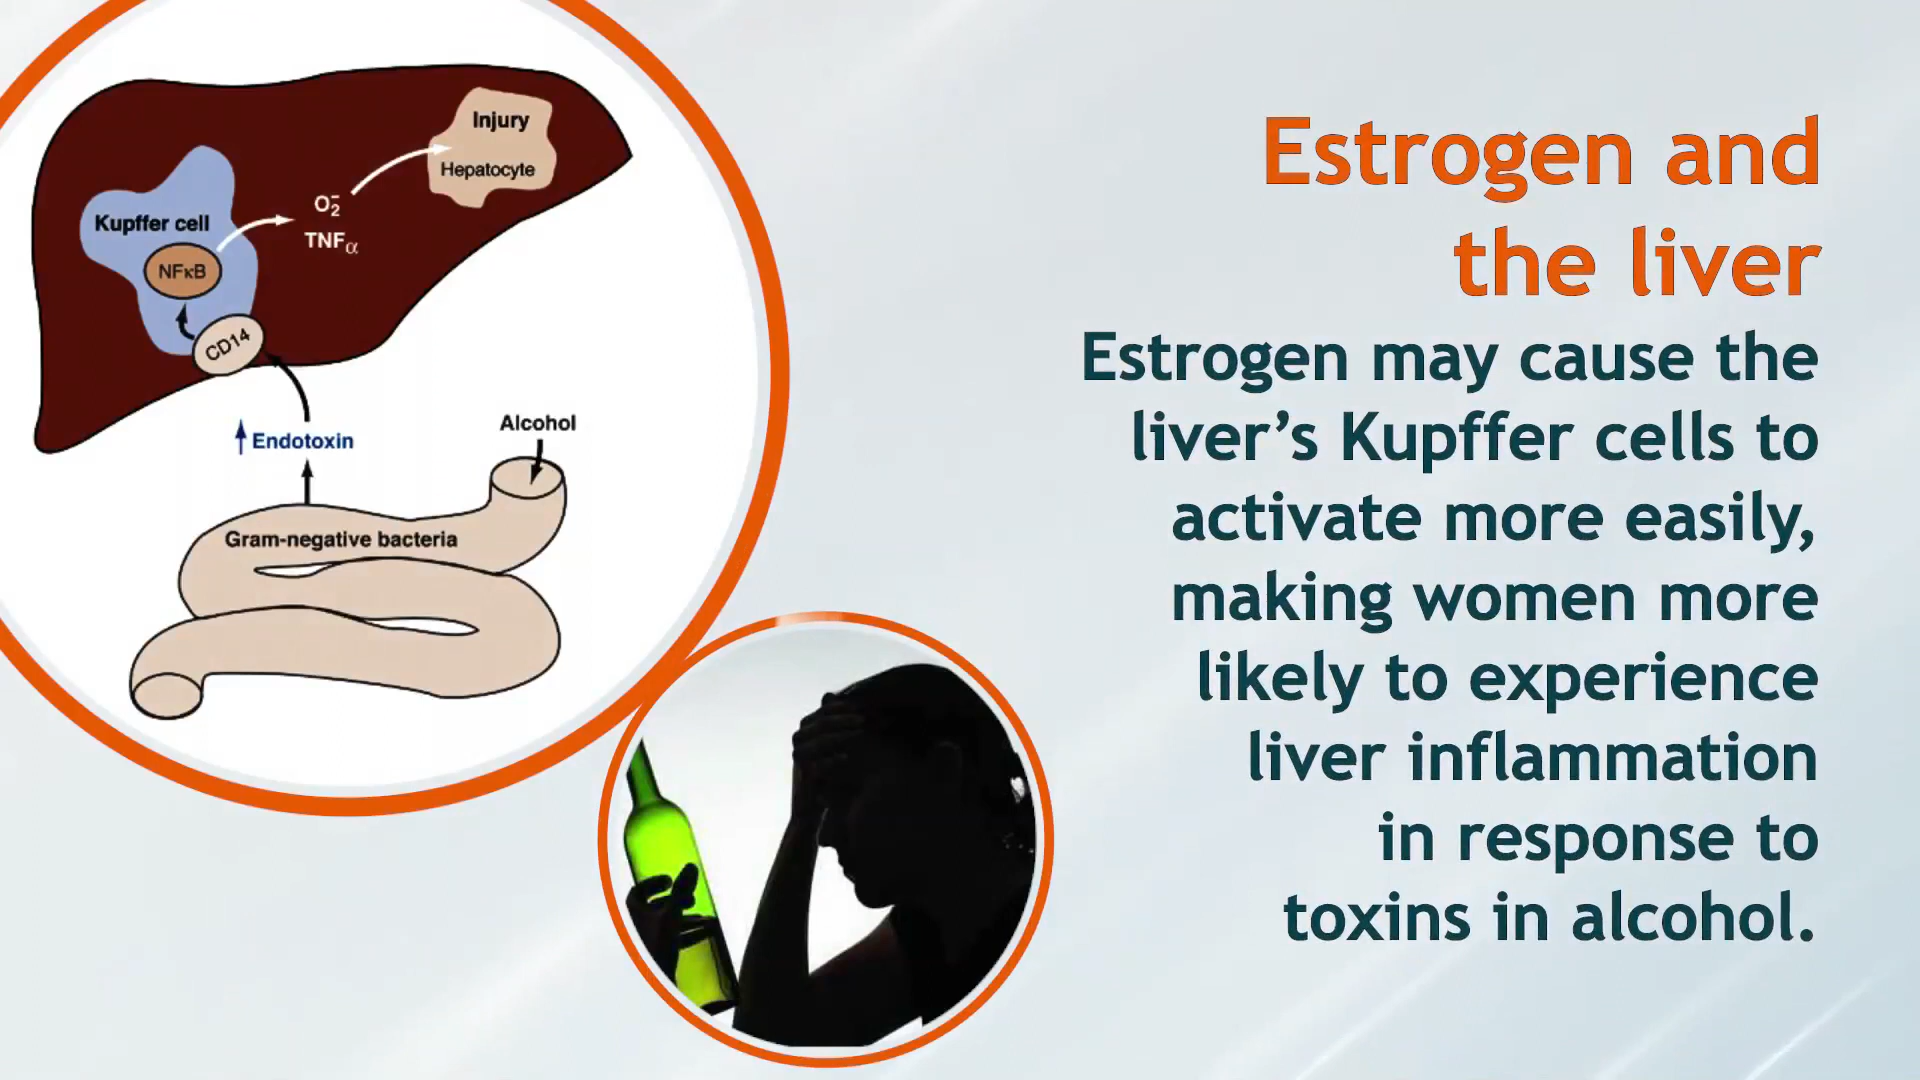 Estrogen and
the liver
Estrogen may cause the
liver’s Kupffer cells to
activate more easily,
making women more
likely to experience
liver inflammation
in response to
toxins in alcohol.
Injury
Hepatocyte
Kupffer cell
O₂⁻
TNFα
NFκB
CD14
↑ Endotoxin
Alcohol
Gram-negative bacteria